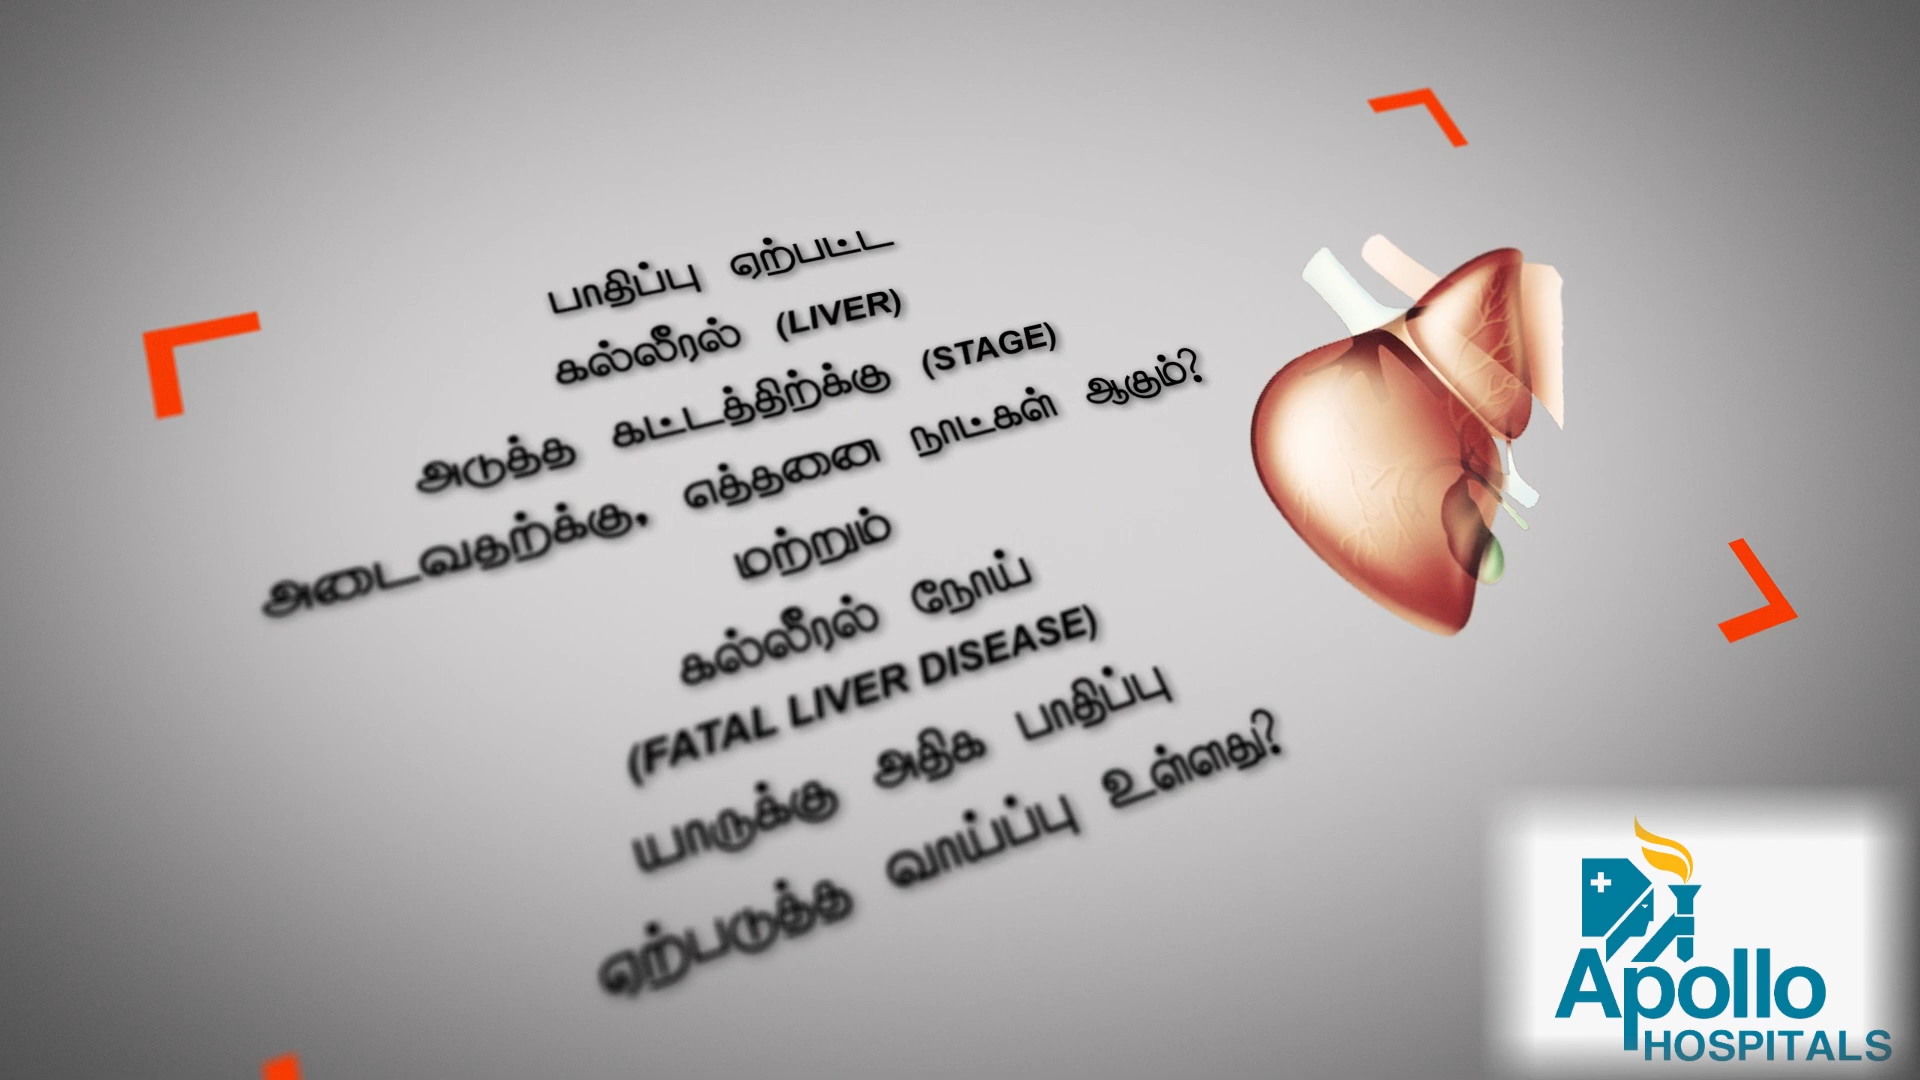 பாதிப்பு ஏற்பட்ட
கல்லீரல் (LIVER)
அடுத்த கட்டத்திற்க்கு (STAGE)
அடைவதற்க்கு, எத்தனை நாட்கள் ஆகும்?
மற்றும்
கல்லீரல் நோய்
(FATAL LIVER DISEASE)
யாருக்கு அதிக பாதிப்பு
ஏற்படுத்த வாய்ப்பு உள்ளது?
Apollo
HOSPITALS